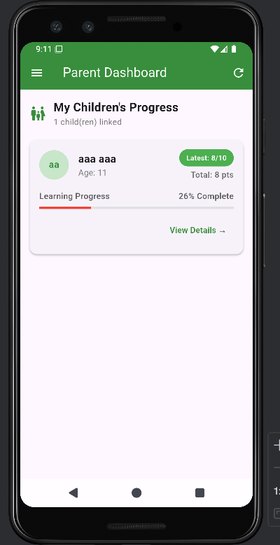 9:11
Parent Dashboard
My Children's Progress
1 child(ren) linked
aa
aaa aaa
Age: 11
Latest: 8/10
Total: 8 pts
Learning Progress
26% Complete
View Details →